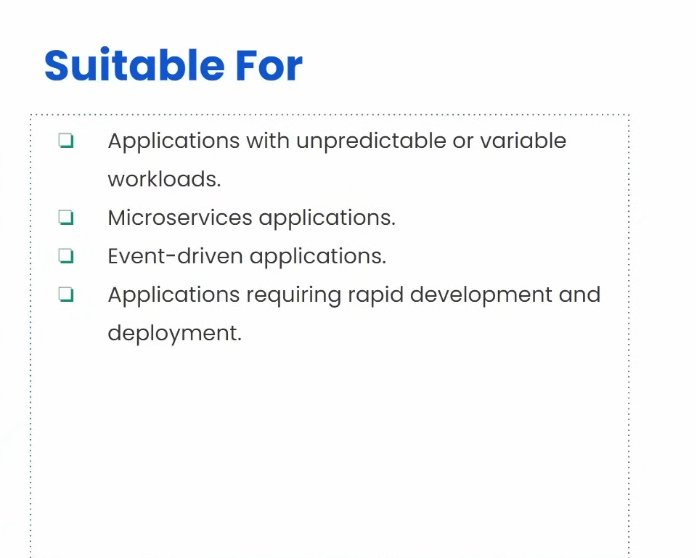 Suitable For
❏ Applications with unpredictable or variable
workloads.
❏ Microservices applications.
❏ Event-driven applications.
❏ Applications requiring rapid development and
deployment.